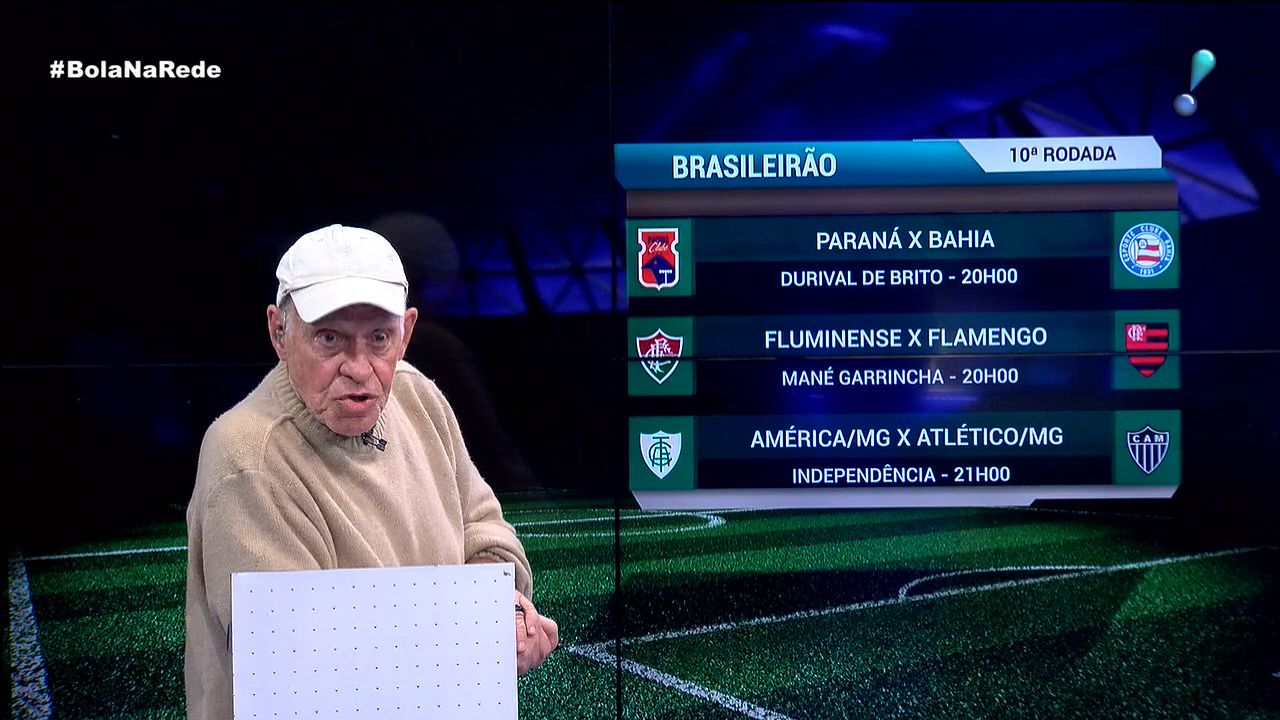 #BolaNaRede
BRASILEIRÃO
10ª RODADA
PARANÁ X BAHIA
DURIVAL DE BRITO - 20H00
FLUMINENSE X FLAMENGO
MANÉ GARRINCHA - 20H00
AMÉRICA/MG X ATLÉTICO/MG
INDEPENDÊNCIA - 21H00
CAM